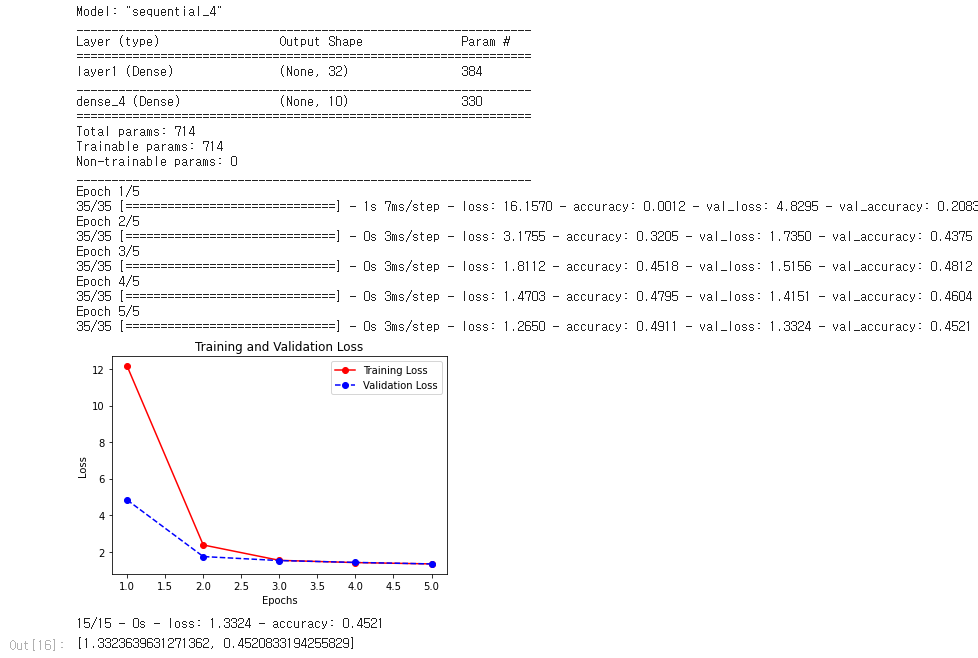 Model: "sequential_4"
Layer (type) Output Shape Param #
layer1 (Dense) (None, 32) 384
dense_4 (Dense) (None, 10) 330
Total params: 714
Trainable params: 714
Non-trainable params: 0
Epoch 1/5
35/35 [==============================] - 1s 7ms/step - loss: 16.1570 - accuracy: 0.0012 - val_loss: 4.8295 - val_accuracy: 0.2083
Epoch 2/5
35/35 [==============================] - 0s 3ms/step - loss: 3.1755 - accuracy: 0.3205 - val_loss: 1.7350 - val_accuracy: 0.4375
Epoch 3/5
35/35 [==============================] - 0s 3ms/step - loss: 1.8112 - accuracy: 0.4518 - val_loss: 1.5156 - val_accuracy: 0.4812
Epoch 4/5
35/35 [==============================] - 0s 3ms/step - loss: 1.4703 - accuracy: 0.4795 - val_loss: 1.4151 - val_accuracy: 0.4604
Epoch 5/5
35/35 [==============================] - 0s 3ms/step - loss: 1.2650 - accuracy: 0.4911 - val_loss: 1.3324 - val_accuracy: 0.4521
Training and Validation Loss
Training Loss
Validation Loss
12
10
8
6
4
2
Loss
1.0 1.5 2.0 2.5 3.0 3.5 4.0 4.5 5.0
Epochs
15/15 - 0s - loss: 1.3324 - accuracy: 0.4521
Out[16]: [1.3323639631271362, 0.4520833194255829]